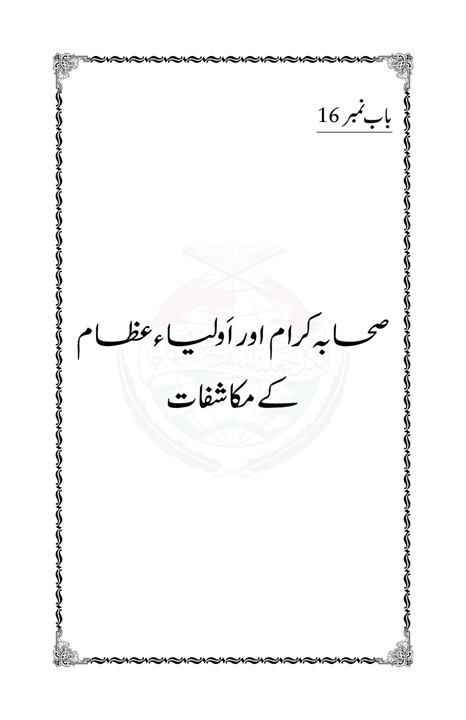 باب نمبر 16
صحابہ کرام اور اَولیاء عظام
کے مکاشفات